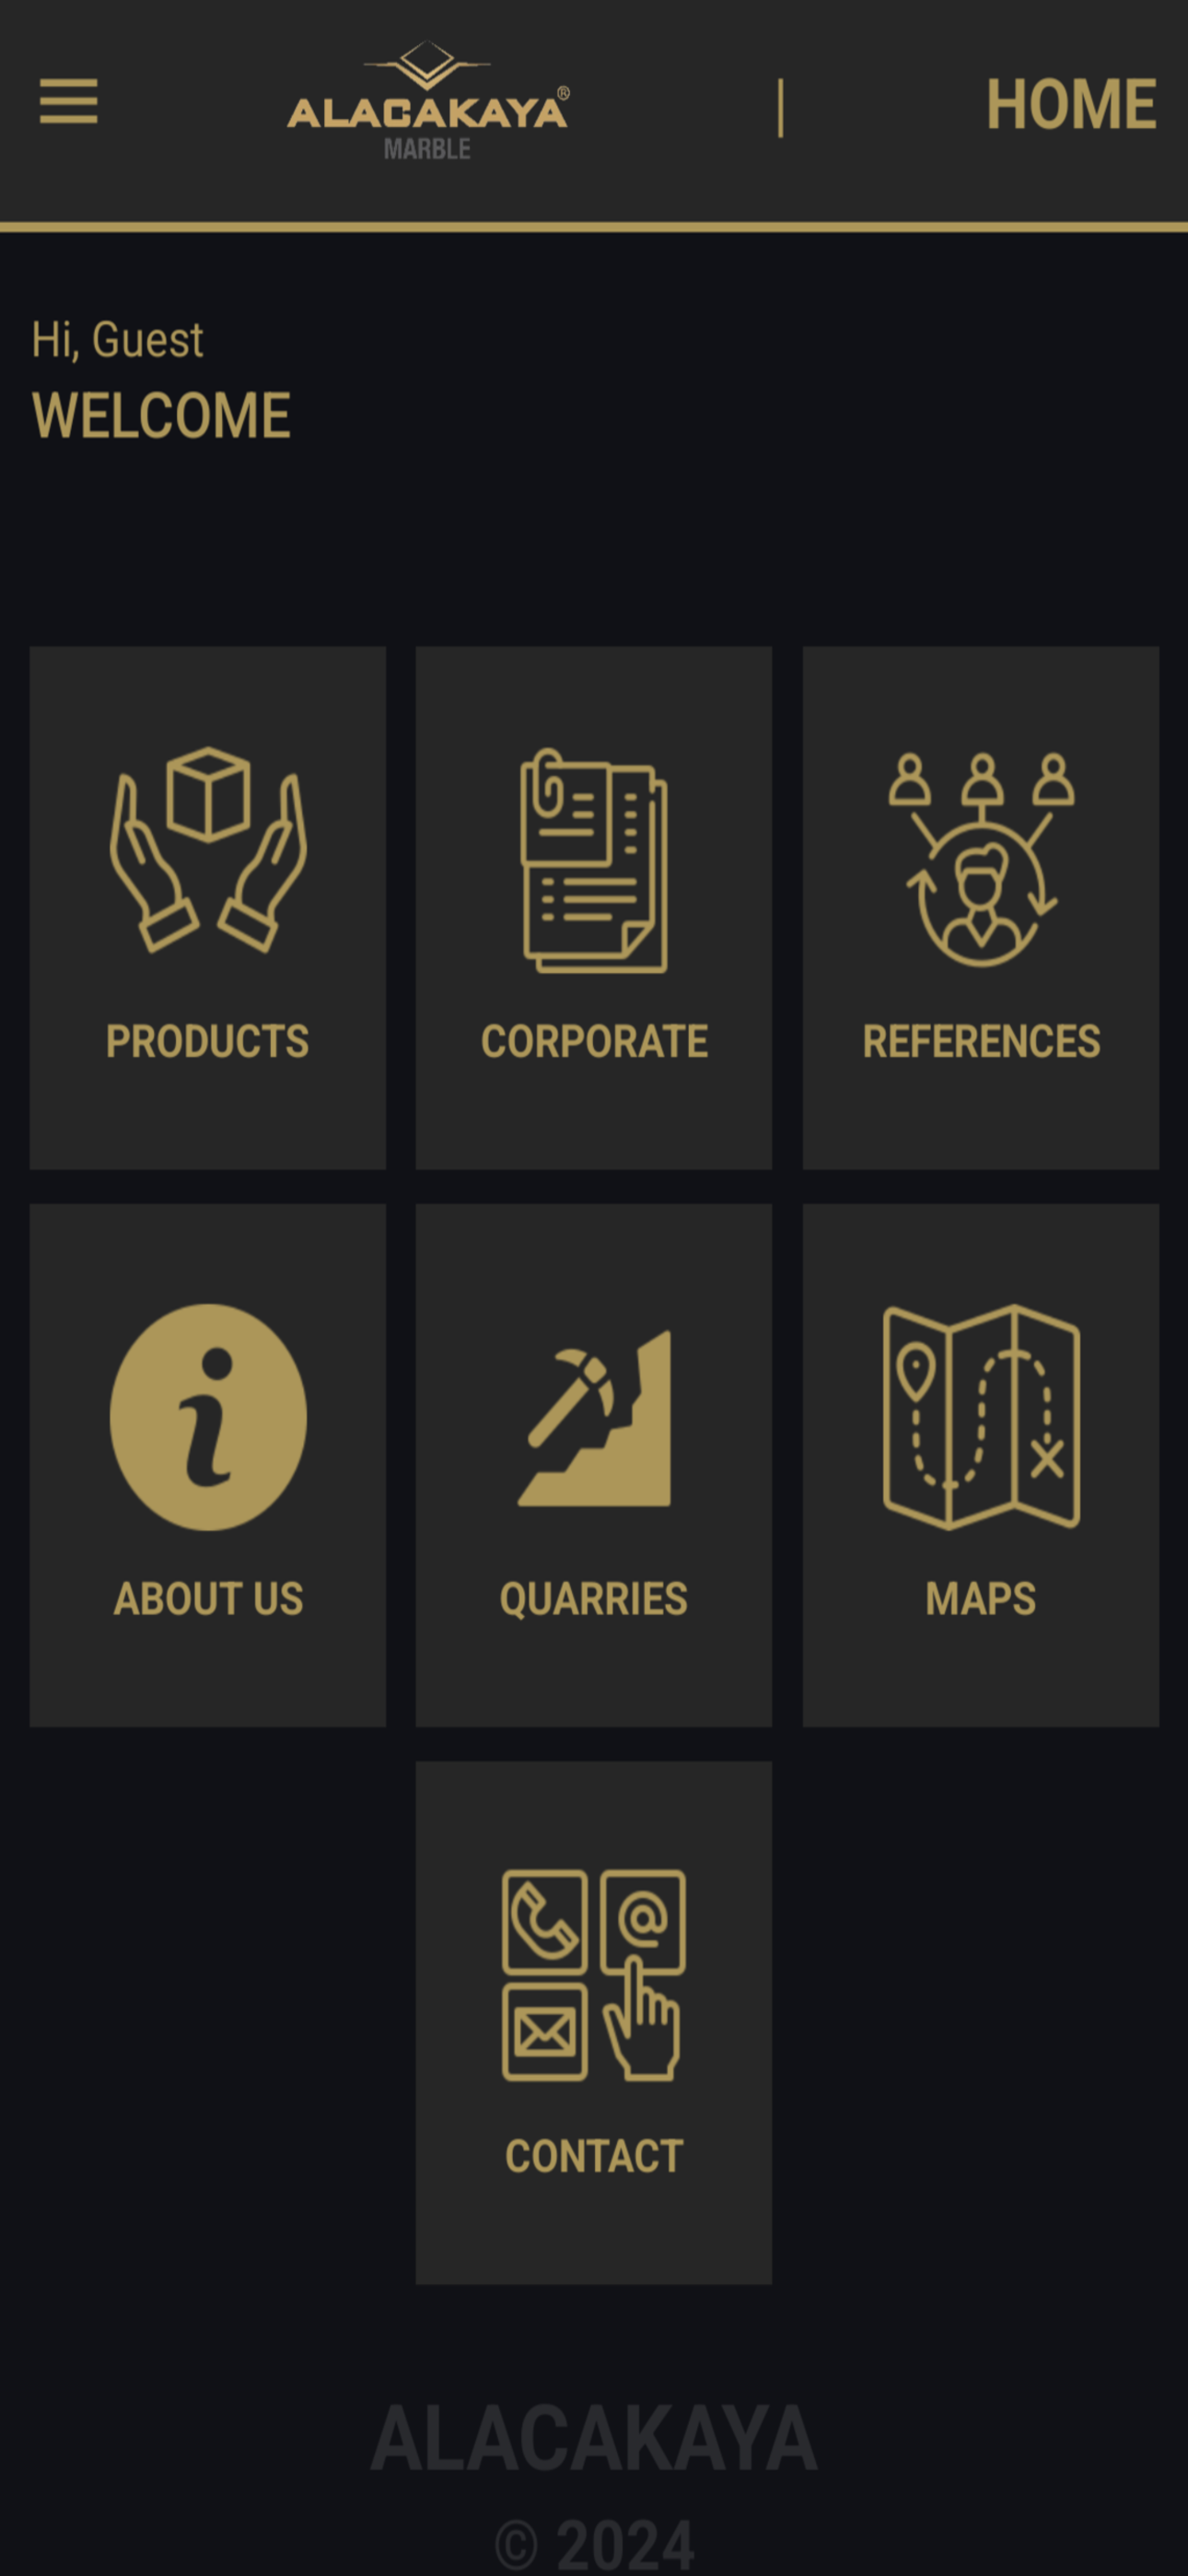 ALACAKAYA®
MARBLE
HOME
Hi, Guest
WELCOME
PRODUCTS
CORPORATE
REFERENCES
ABOUT US
QUARRIES
MAPS
CONTACT
ALACAKAYA
© 2024